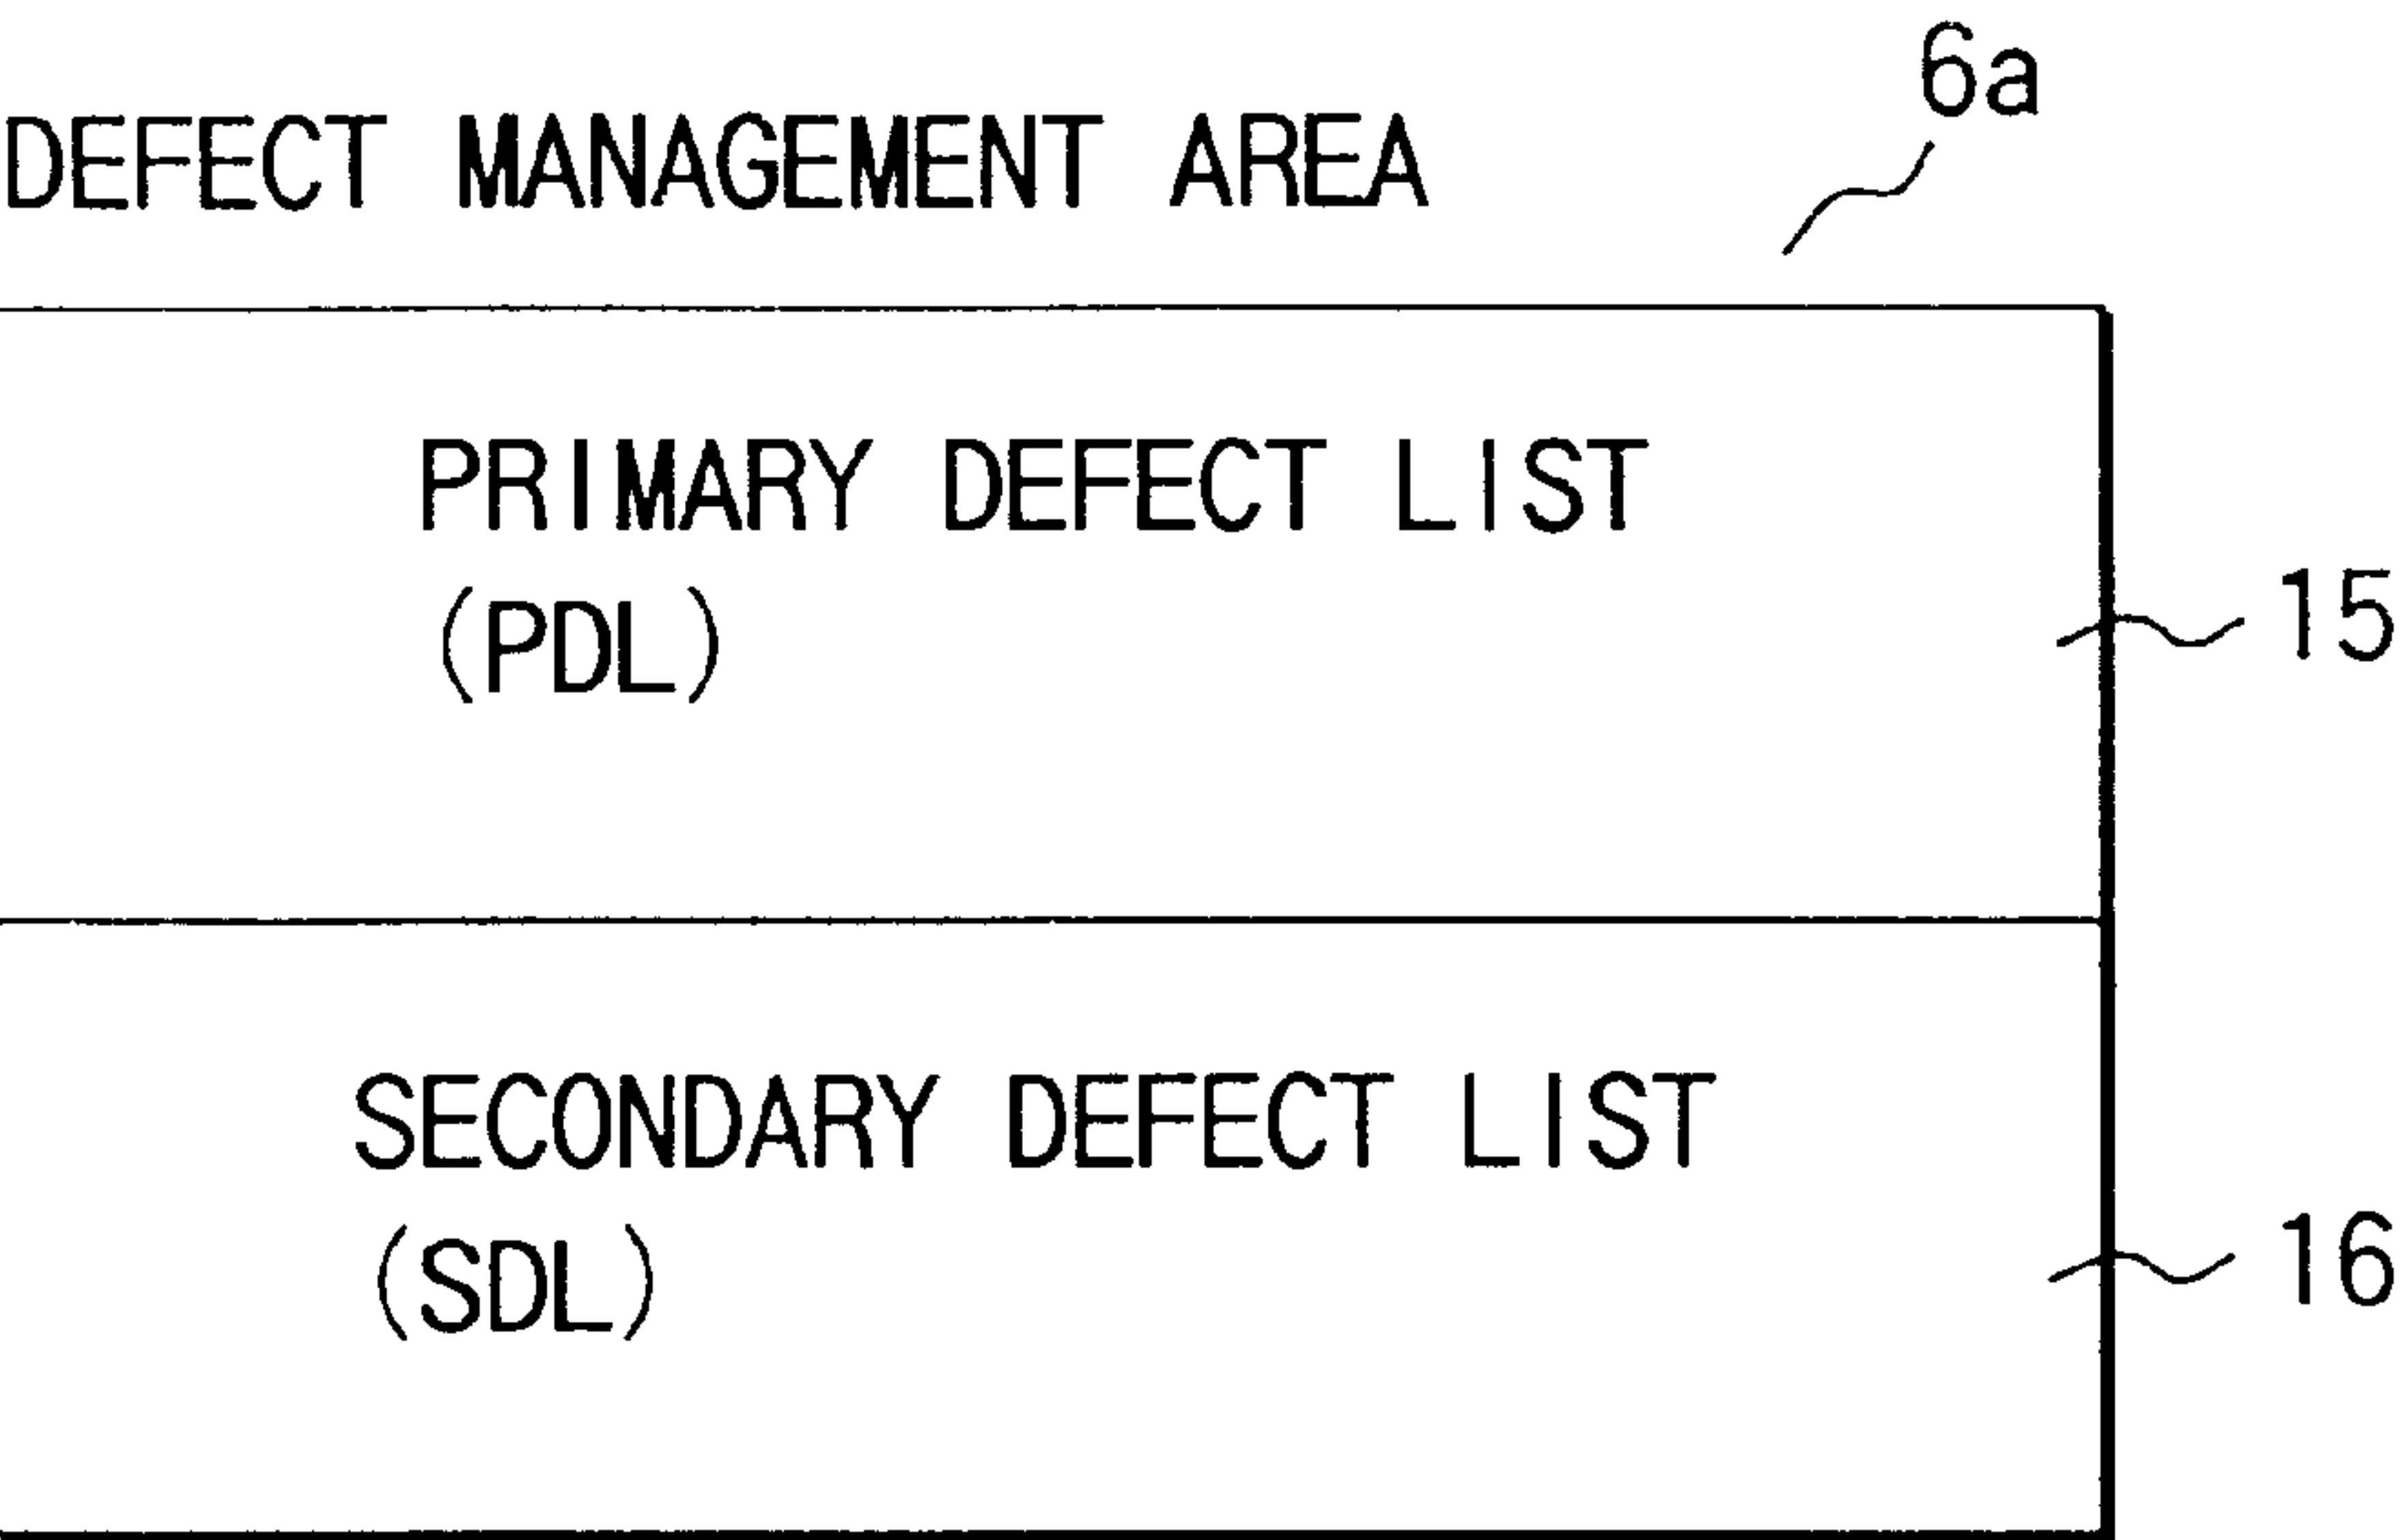 6a
DEFECT MANAGEMENT AREA
PRIMARY DEFECT LIST
(PDL)
15
SECONDARY DEFECT LIST
(SDL)
16